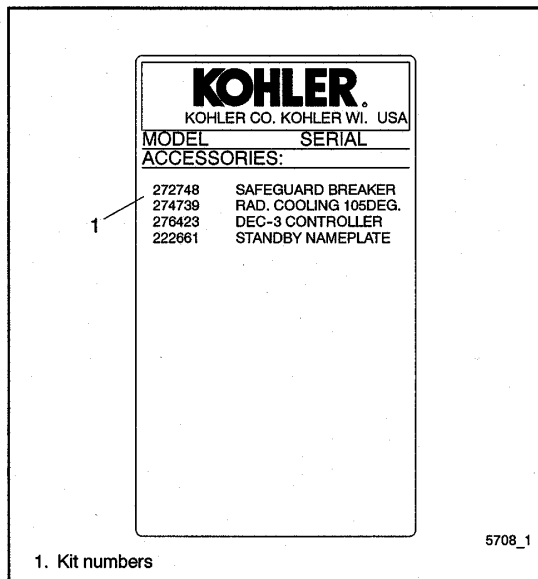 KOHLER®
KOHLER CO. KOHLER WI. USA
MODEL SERIAL
ACCESSORIES:
272748 SAFEGUARD BREAKER
274739 RAD. COOLING 105DEG.
276423 DEC-3 CONTROLLER
222661 STANDBY NAMEPLATE
1
5708_1
1. Kit numbers